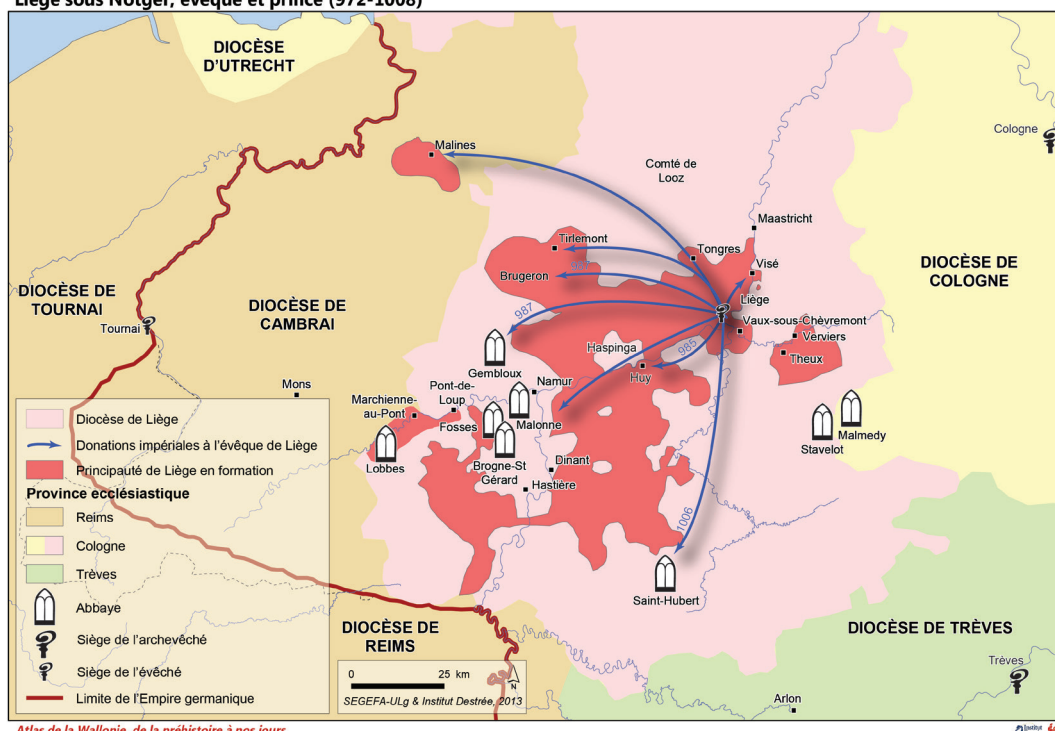 Liège sous Notger, évêque et prince (972-1008)
DIOCÈSE
D'UTRECHT
Cologne
Malines
Comté de
Looz
Maastricht
Tirlemont
Tongres
Visé
Brugeron
DIOCÈSE DE
COLOGNE
DIOCÈSE DE
TOURNAI
Tournai
DIOCÈSE DE
CAMBRAI
987
Liège
Vaux-sous-Chèvremont
Verviers
Haspinga
985
Theux
Gembloux
Huy
Mons
Pont-de-
Loup
Namur
Marchienne-
au-Pont
Fosses
Malonne
Malmedy
Stavelot
Lobbes
Brogne-St
Gérard
Dinant
Hastière
1006
Saint-Hubert
Diocèse de Liège
Donations impériales à l'évêque de Liège
Principauté de Liège en formation
Province ecclésiastique
Reims
Cologne
Trèves
Abbaye
Siège de l'archevêché
Siège de l'évêché
Limite de l'Empire germanique
DIOCÈSE DE
REIMS
DIOCÈSE DE TRÈVES
Trèves
Arlon
0 25 km
N
SEGEFA-ULg & Institut Destrée, 2013
Atlas de la Wallonie, de la préhistoire à nos jours